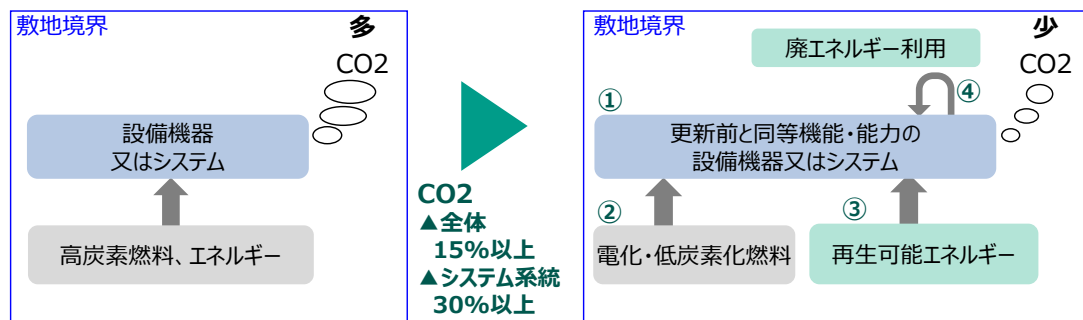 敷地境界
多
CO2
設備機器
又はシステム
高炭素燃料、エネルギー
CO2
▲全体
15%以上
▲システム系統
30%以上
敷地境界
少
廃エネルギー利用
CO2
①
④
更新前と同等機能・能力の
設備機器又はシステム
②
③
電化・低炭素化燃料
再生可能エネルギー